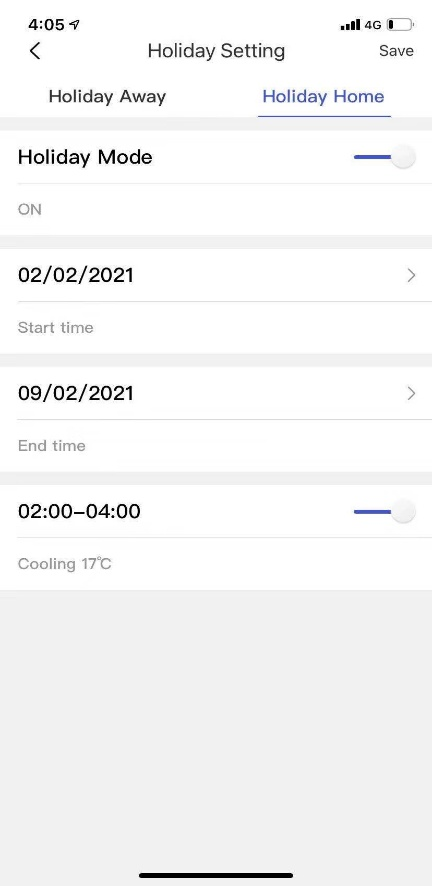 4:05 4G
Holiday Setting Save
Holiday Away Holiday Home
Holiday Mode
ON
02/02/2021
Start time
09/02/2021
End time
02:00-04:00
Cooling 17℃